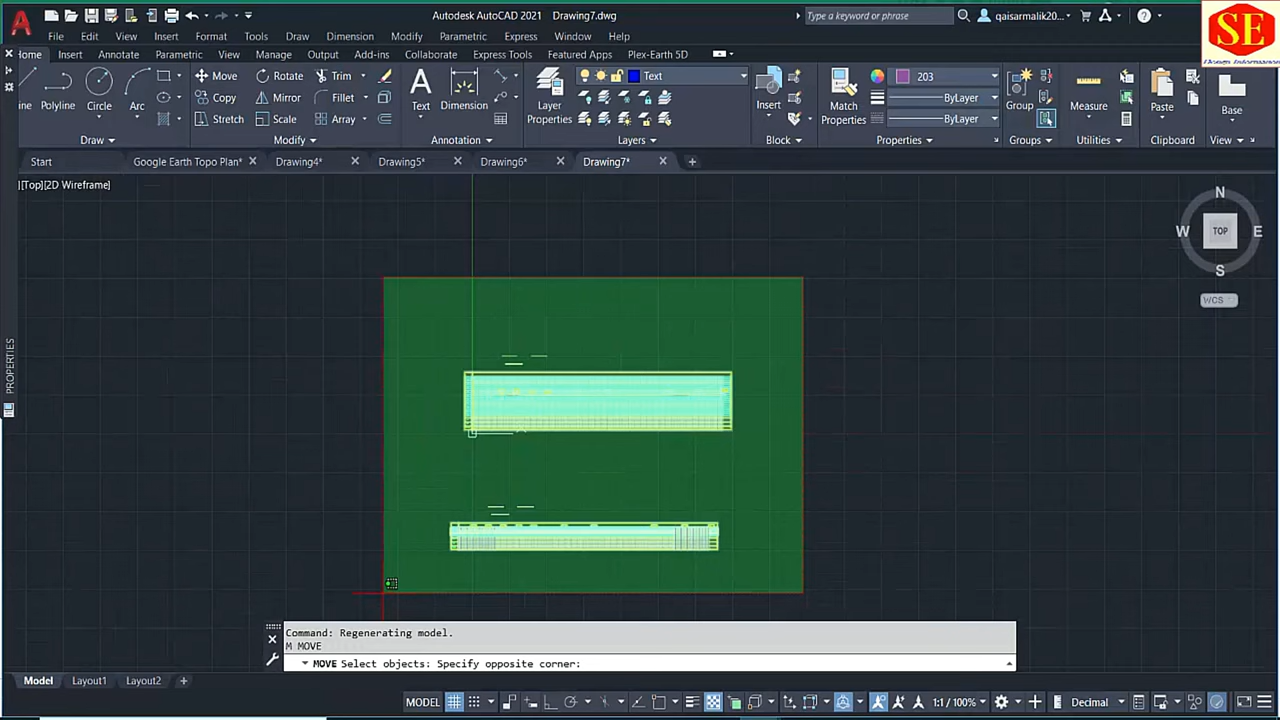 Autodesk AutoCAD 2021 Drawing7.dwg
Type a keyword or phrase
qaisarmalik20...
SE
File Edit View Insert Format Tools Draw Dimension Modify Parametric Express Window Help
Home Insert Annotate Parametric View Manage Output Add-ins Collaborate Express Tools Featured Apps Plex-Earth 5D
Line Polyline Circle Arc
Move Rotate Trim
Copy Mirror Fillet
Stretch Scale Array
Text Dimension
Layer Properties
Text
Insert
Match Properties
203
ByLayer
ByLayer
Group
Measure
Paste
Base
Draw Modify Annotation Layers Block Properties Groups Utilities Clipboard View
Start Google Earth Topo Plan* Drawing4* Drawing5* Drawing6* Drawing7*
][Top][2D Wireframe]
N
W TOP E
S
WCS
PROPERTIES
Command: Regenerating model.
M MOVE
MOVE Select objects: Specify opposite corner:
Model Layout1 Layout2
MODEL 1:1 / 100% Decimal